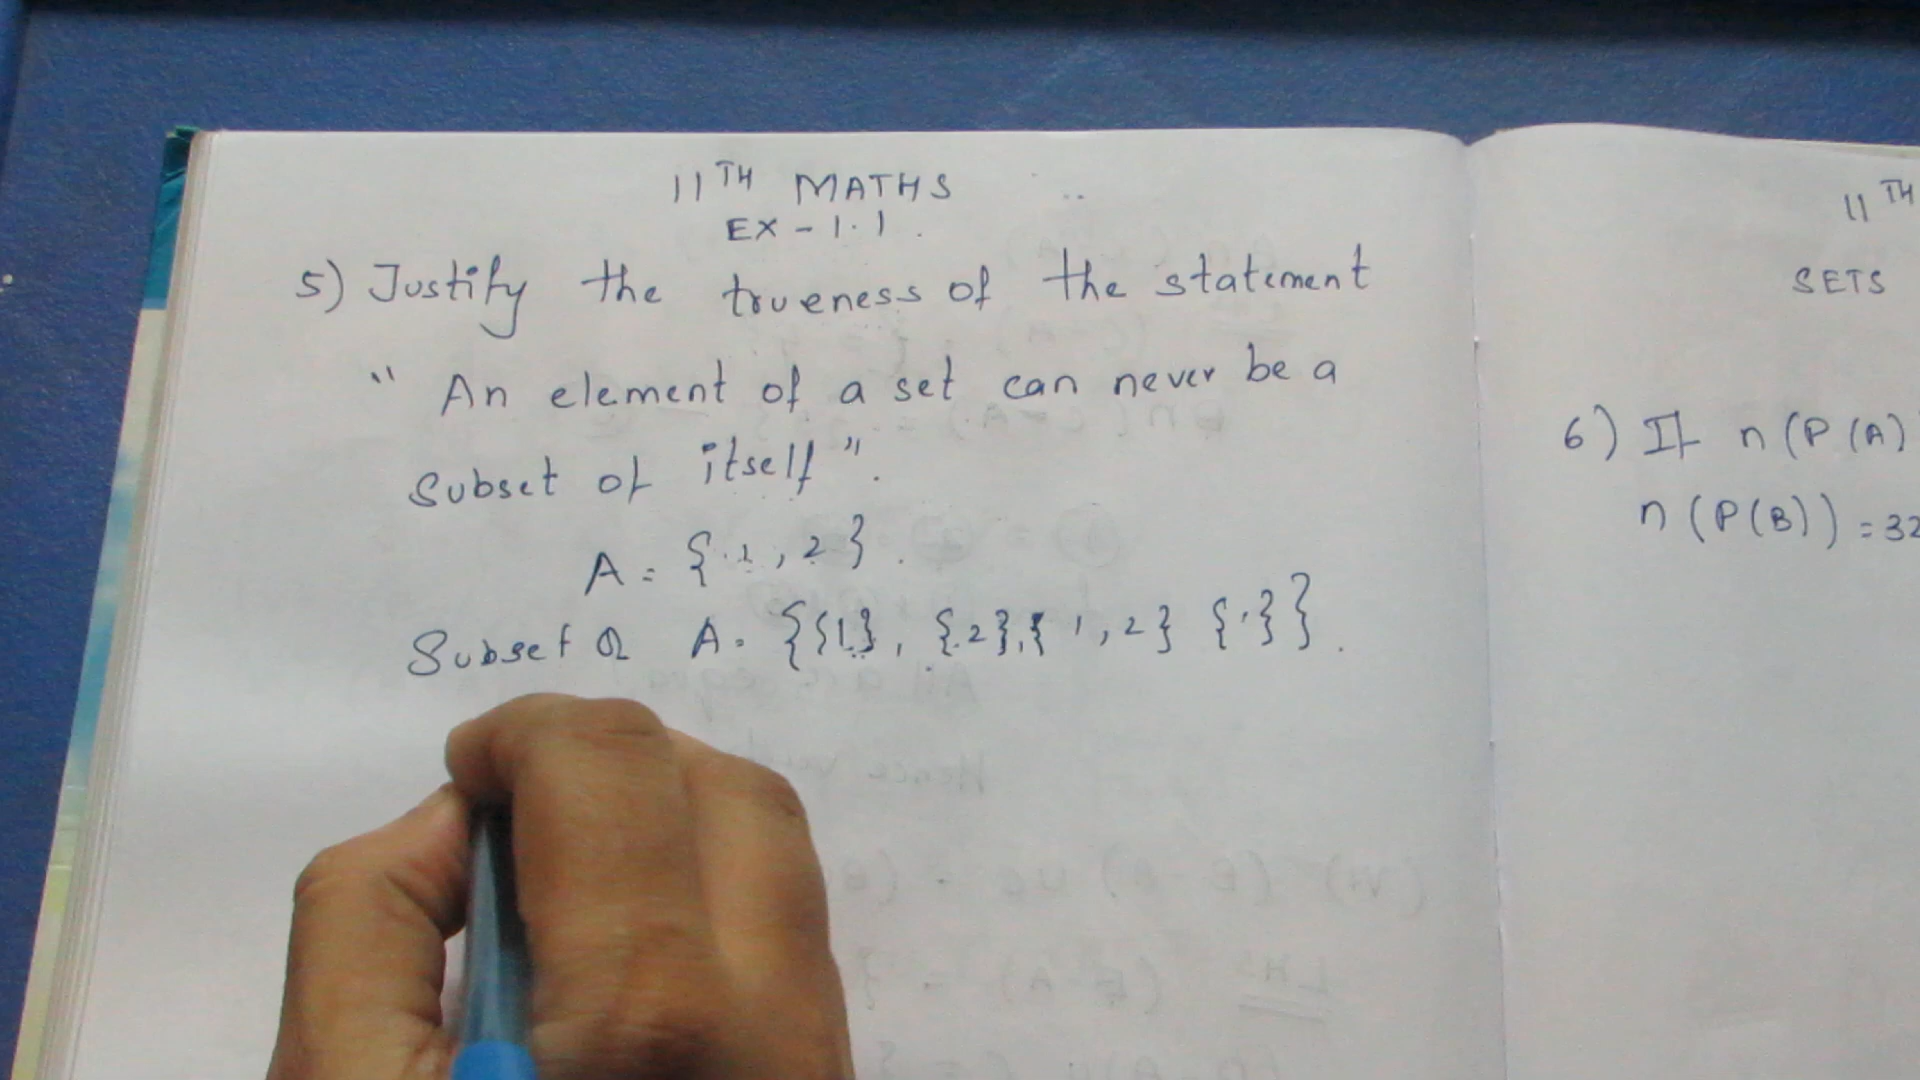 11TH MATHS
EX - 1.1
5) Justify the trueness of the statement
" An element of a set can never be a
Subset of itself".
A = {1, 2}.
Subset of A = {{1}, {2}, {1, 2} { }}.
11TH
SETS
6) If n(P(A)
n(P(B)) = 32